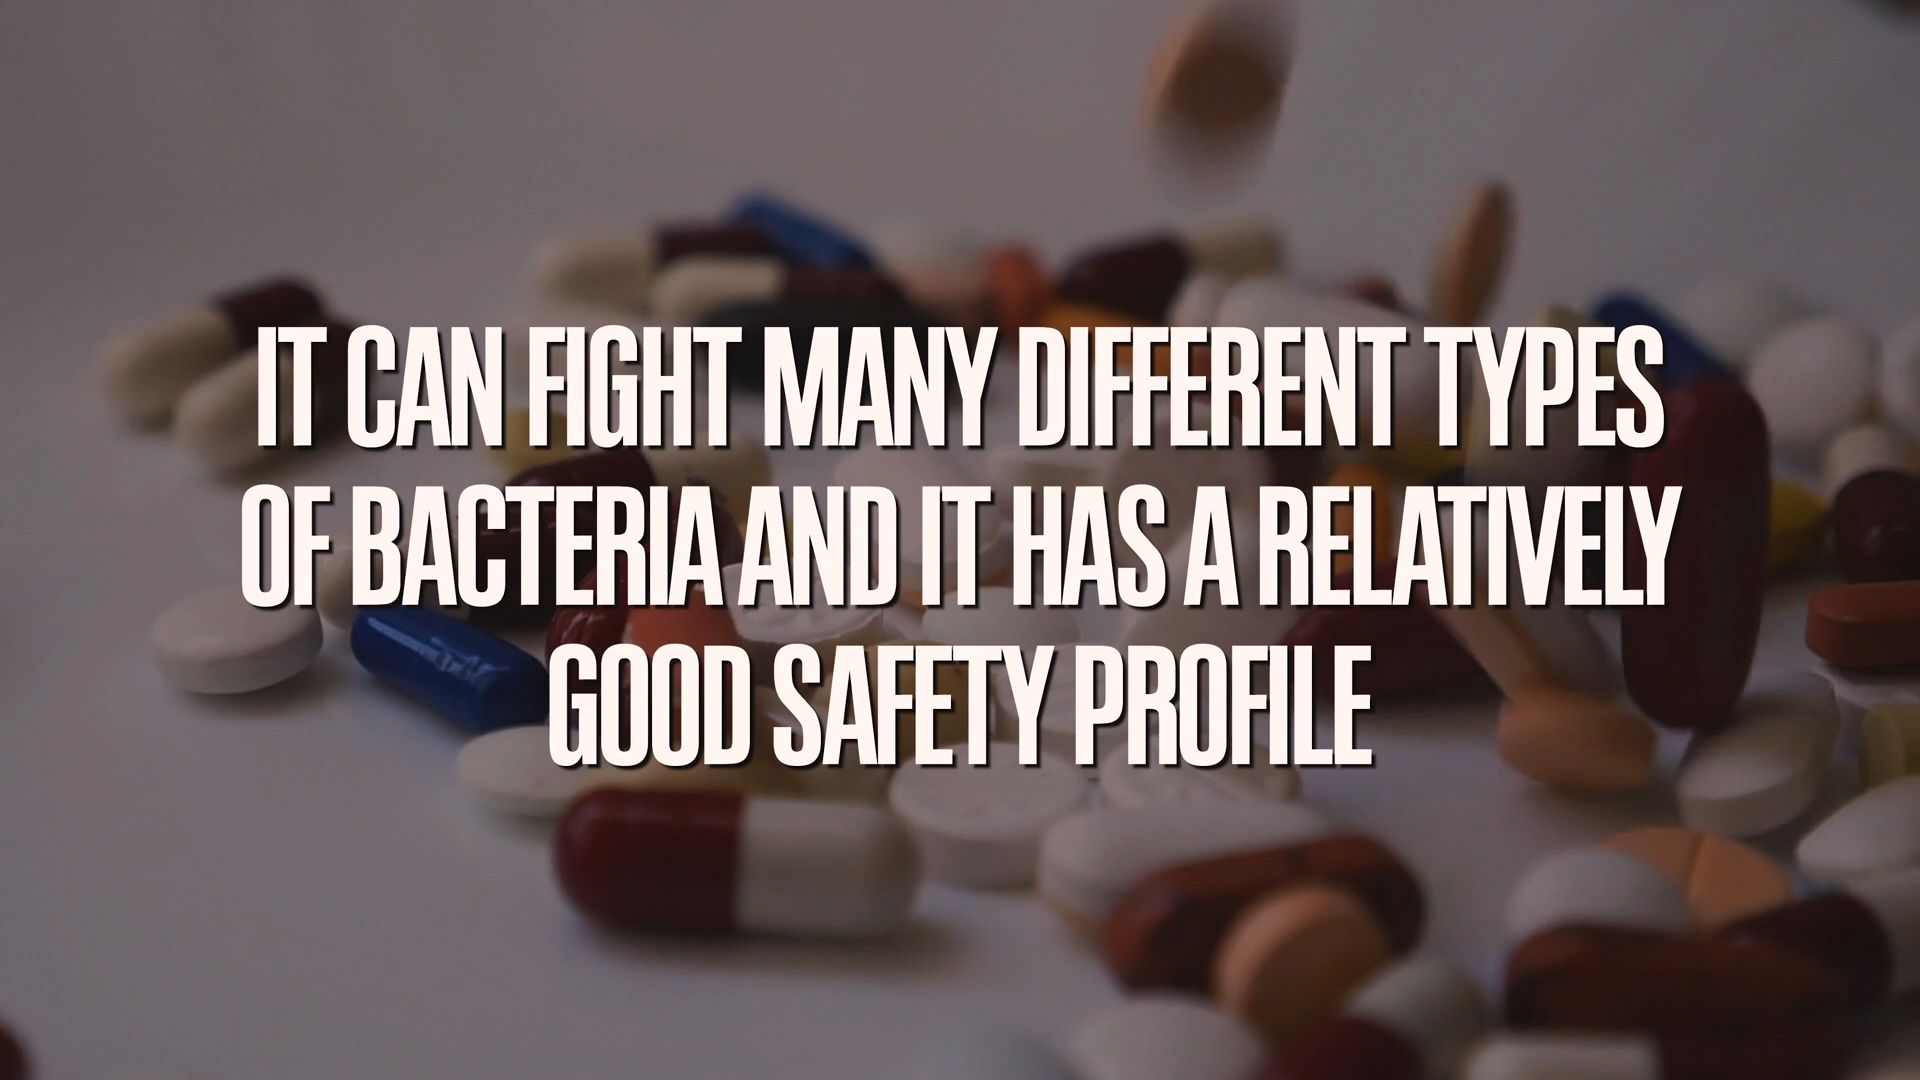 IT CAN FIGHT MANY DIFFERENT TYPES
OF BACTERIA AND IT HAS A RELATIVELY
GOOD SAFETY PROFILE